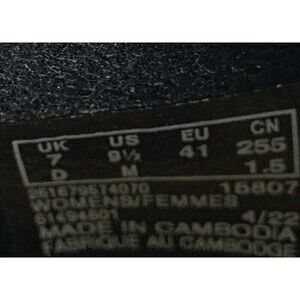 UK US EU CN
7 9½ 41 255
D M 1.5
15807
WOMENS/FEMMES
4/22
MADE IN CAMBODIA
FABRIQUE AU CAMBODGE